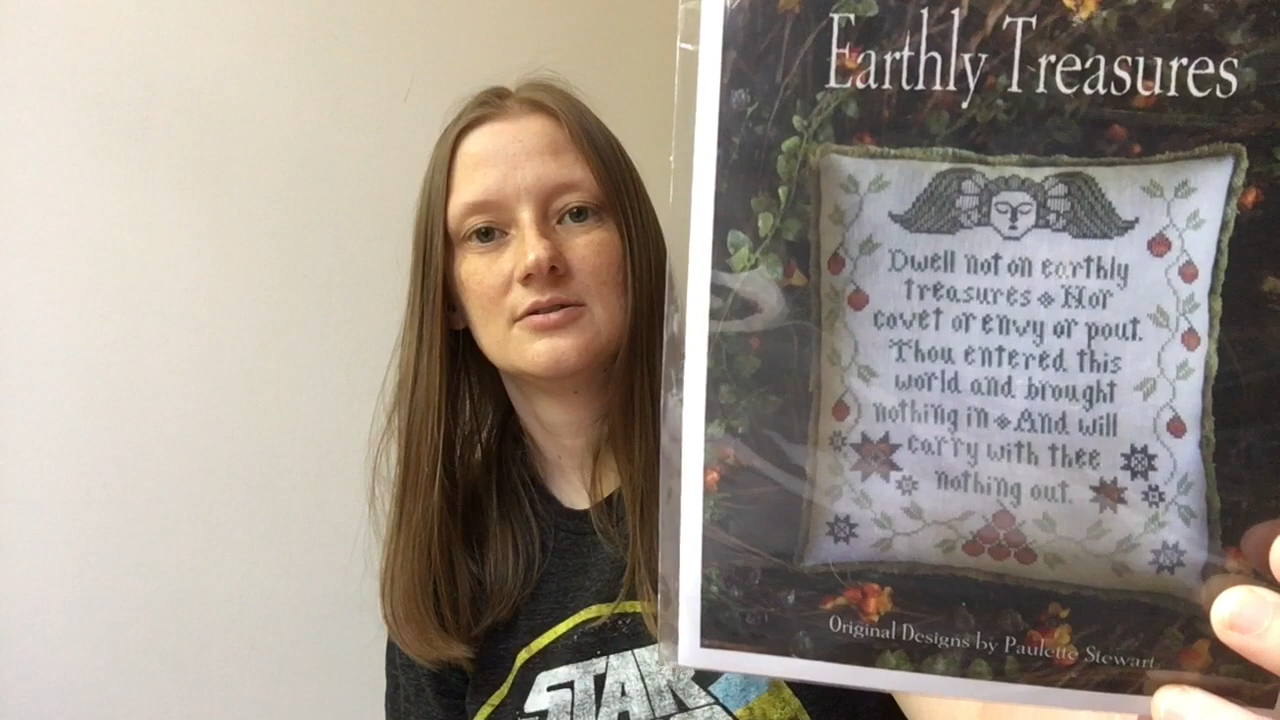 Earthly Treasures
Dwell not on earthly
treasures ❖ Nor
covet or envy or pout.
Thou entered this
world and brought
nothing in ❖ And will
carry with thee
nothing out.
Original Designs by Paulette Stewart
STAR